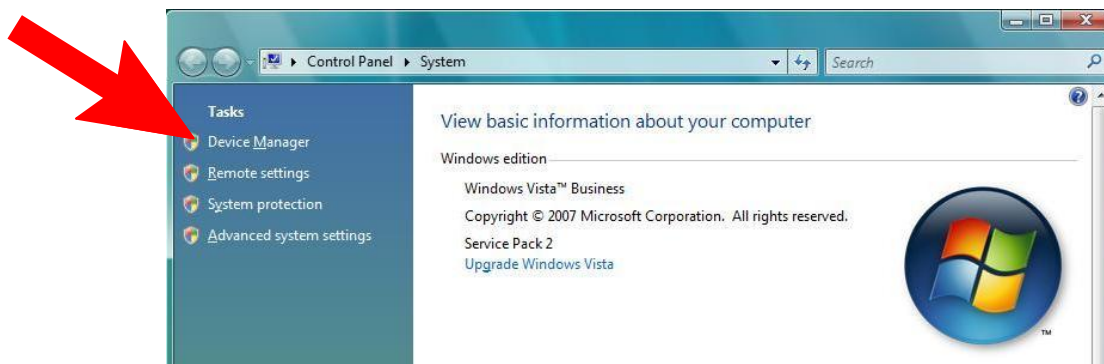 Control Panel System
Search
Tasks
Device Manager
Remote settings
System protection
Advanced system settings
View basic information about your computer
Windows edition
Windows Vista™ Business
Copyright © 2007 Microsoft Corporation. All rights reserved.
Service Pack 2
Upgrade Windows Vista
TM